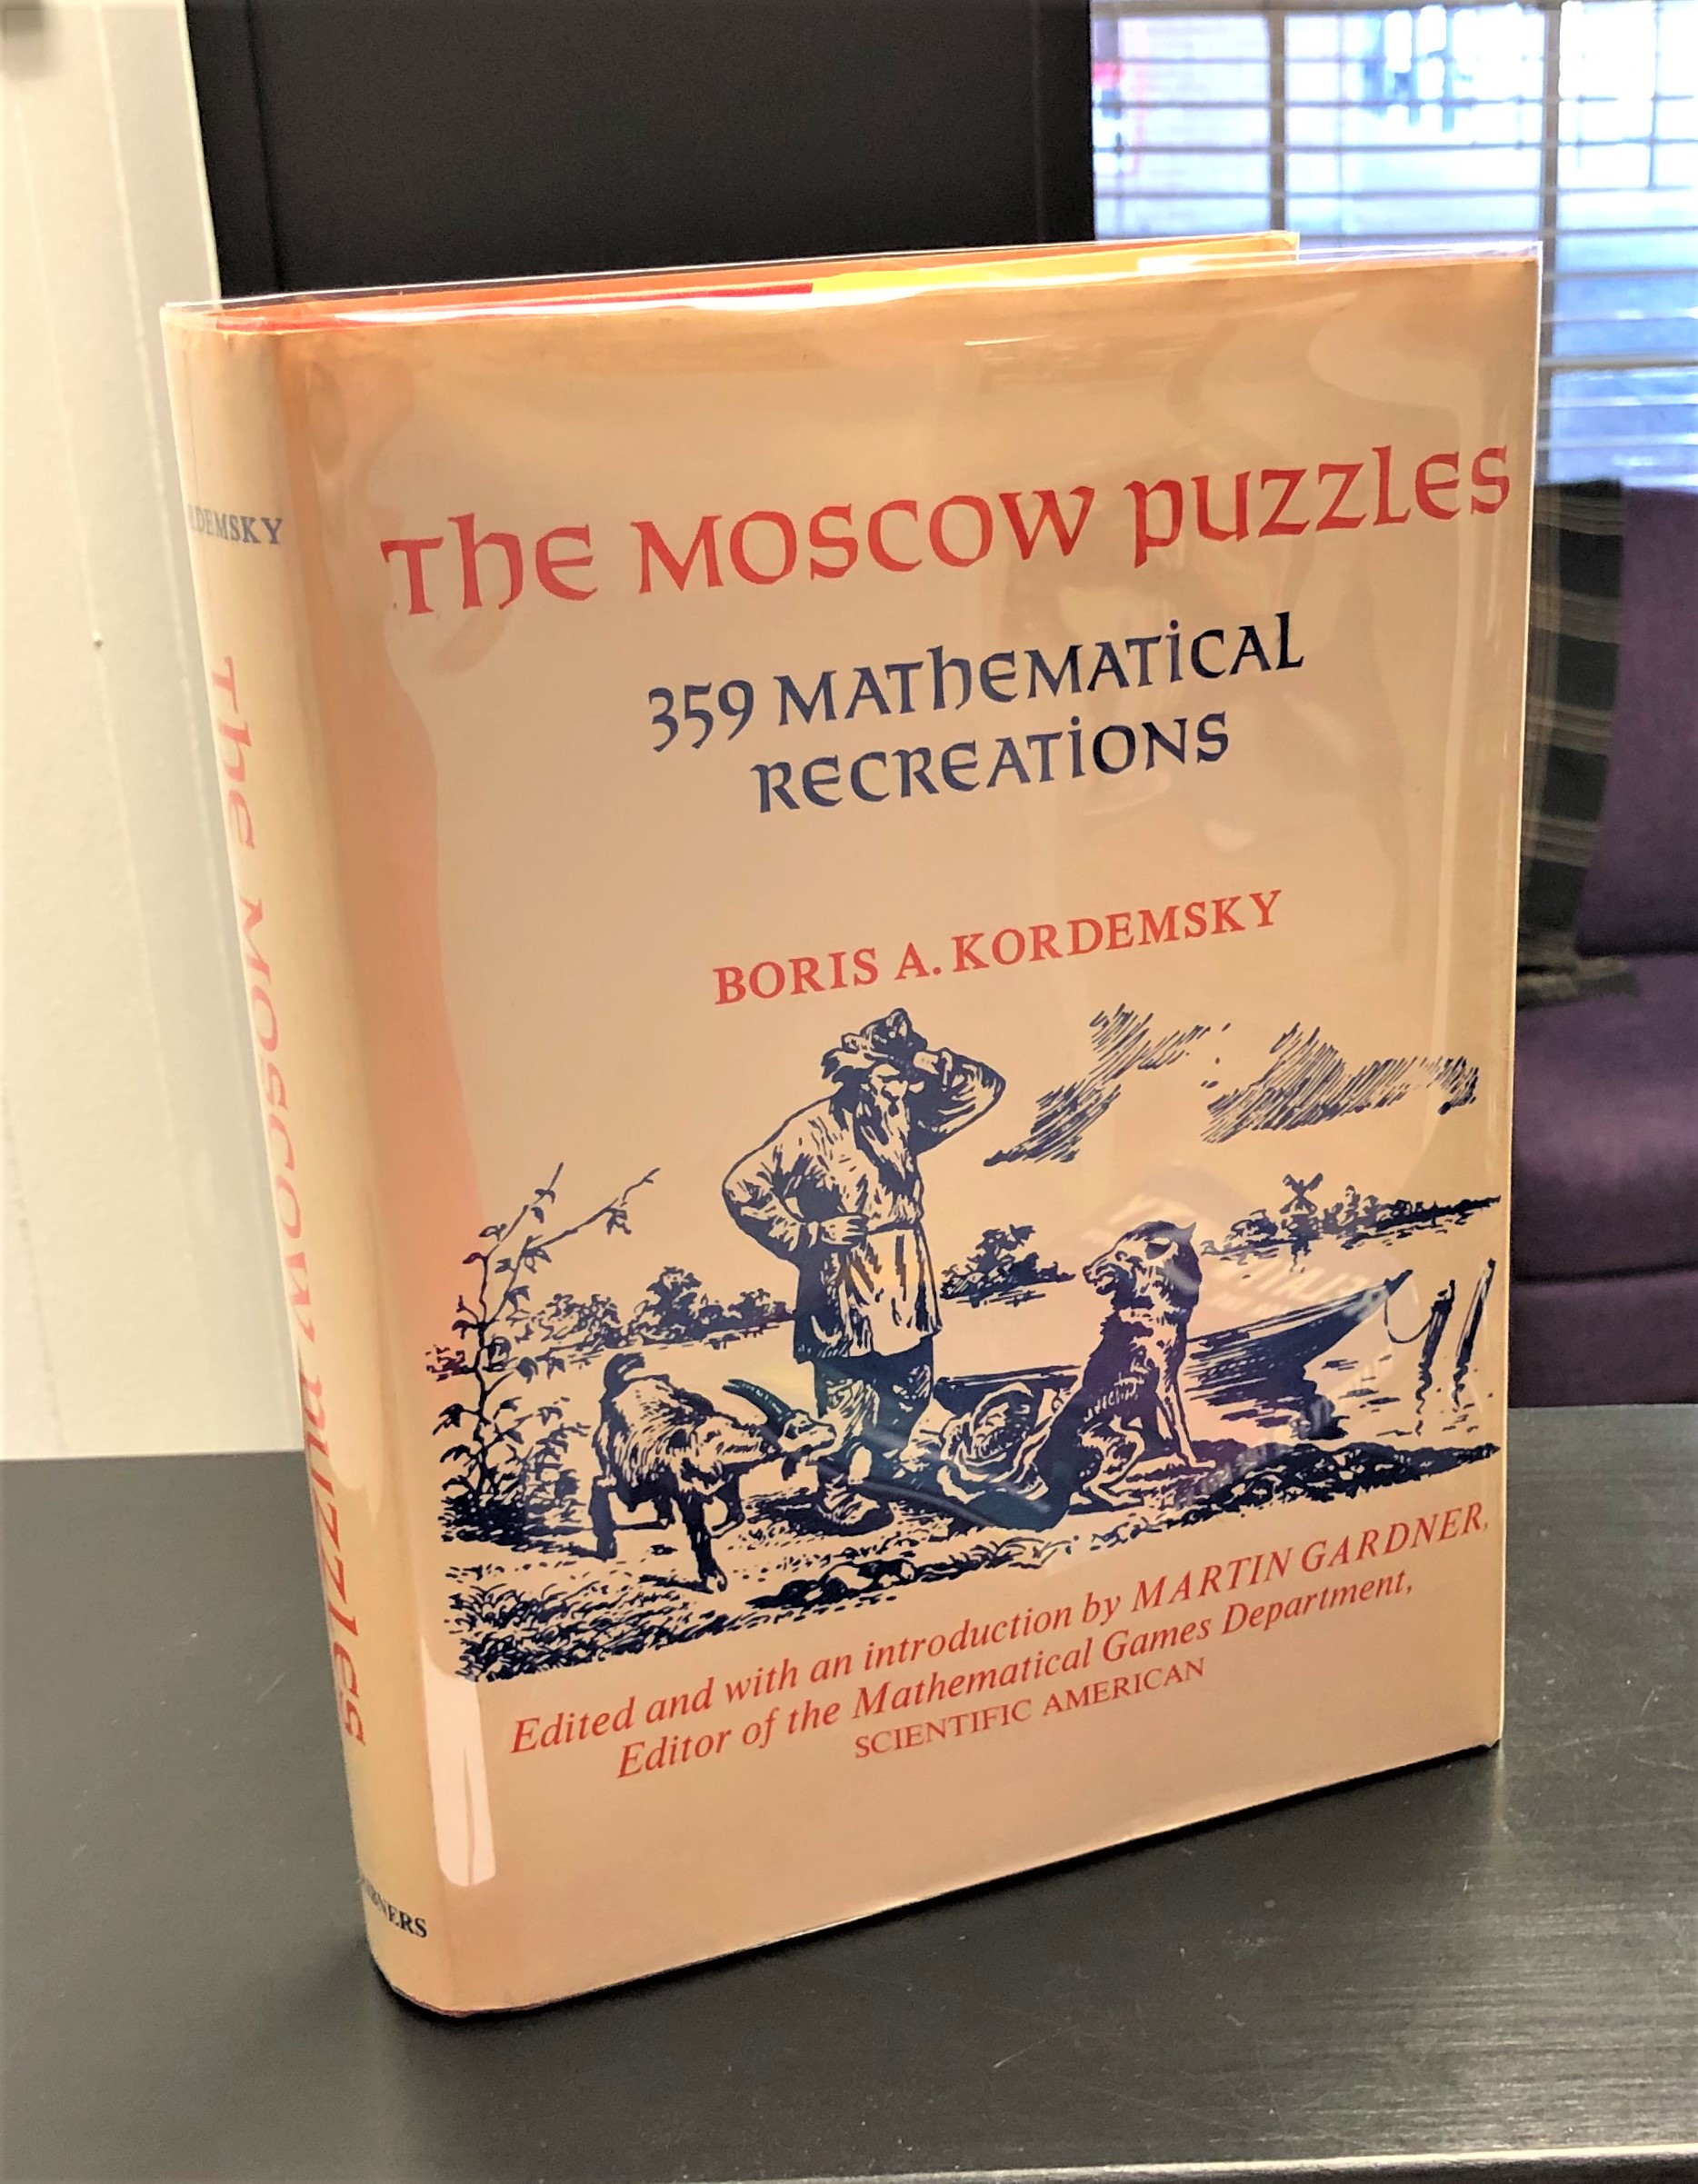 The Moscow Puzzles
359 Mathematical
Recreations
BORIS A. KORDEMSKY
Edited and with an introduction by MARTIN GARDNER,
Editor of the Mathematical Games Department,
SCIENTIFIC AMERICAN
The Moscow Puzzles